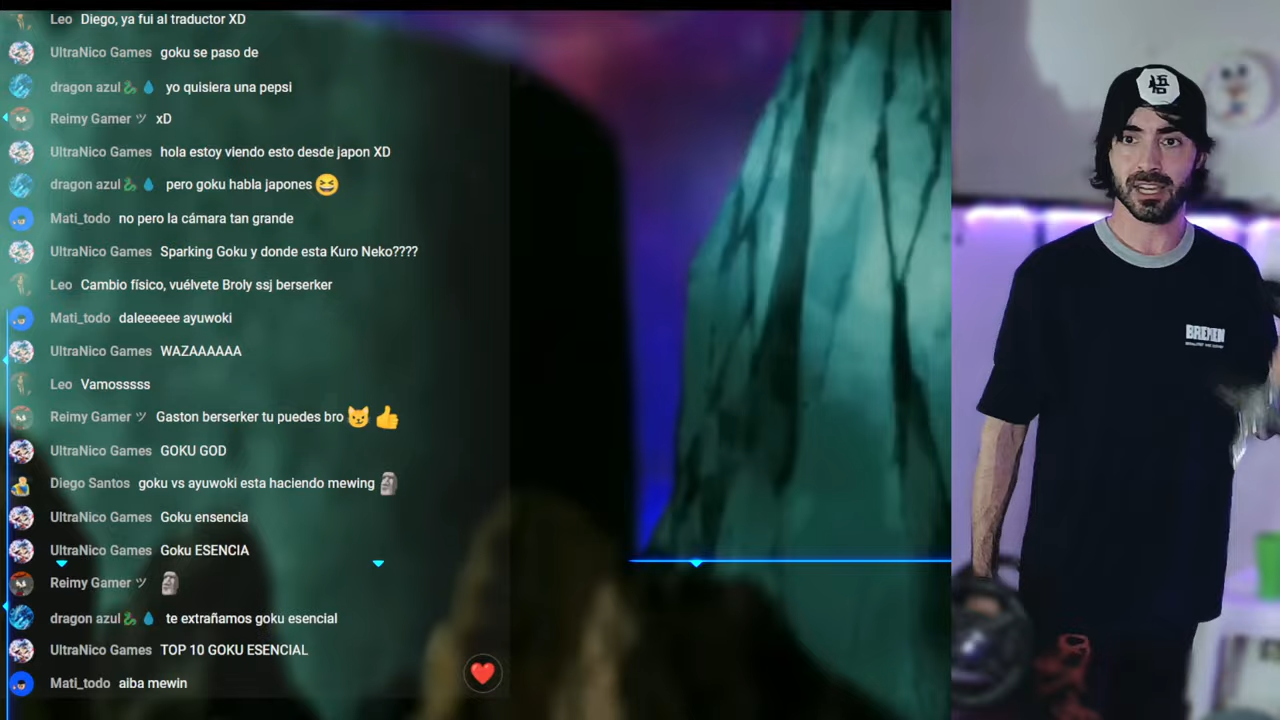 Leo Diego, ya fui al traductor XD
UltraNico Games goku se paso de
dragon azul🐉💧 yo quisiera una pepsi
Reimy Gamer ツ xD
UltraNico Games hola estoy viendo esto desde japon XD
dragon azul🐉💧 pero goku habla japones 😆
Mati_todo no pero la cámara tan grande
UltraNico Games Sparking Goku y donde esta Kuro Neko????
Leo Cambio físico, vuélvete Broly ssj berserker
Mati_todo daleeeeee ayuwoki
UltraNico Games WAZAAAAAA
Leo Vamosssss
Reimy Gamer ツ Gaston berserker tu puedes bro 😼 👍
UltraNico Games GOKU GOD
Diego Santos goku vs ayuwoki esta haciendo mewing 🗿
UltraNico Games Goku ensencia
UltraNico Games Goku ESENCIA
Reimy Gamer ツ 🗿
dragon azul🐉💧 te extrañamos goku esencial
UltraNico Games TOP 10 GOKU ESENCIAL
Mati_todo aiba mewin
悟
BREMEN